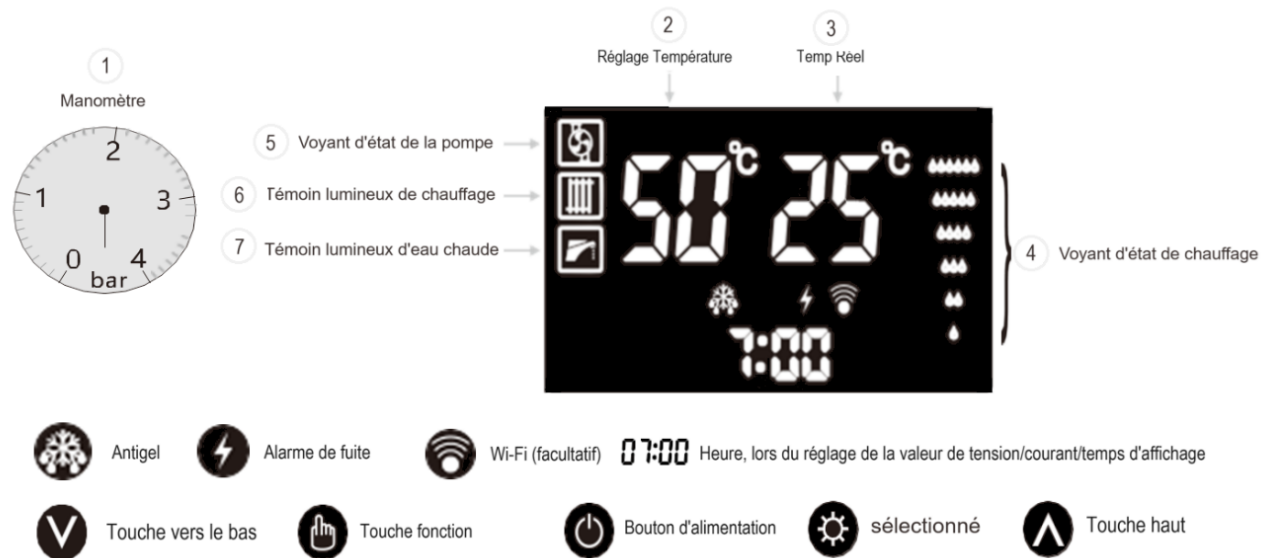 1
Manomètre
2
1
3
0
4
bar
2
Réglage Température
3
Temp Réel
5 Voyant d'état de la pompe
6 Témoin lumineux de chauffage
7 Témoin lumineux d'eau chaude
50°C 25°C
7:00
4 Voyant d'état de chauffage
Antigel Alarme de fuite Wi-Fi (facultatif) 07:00 Heure, lors du réglage de la valeur de tension/courant/temps d'affichage
Touche vers le bas Touche fonction Bouton d'alimentation sélectionné Touche haut